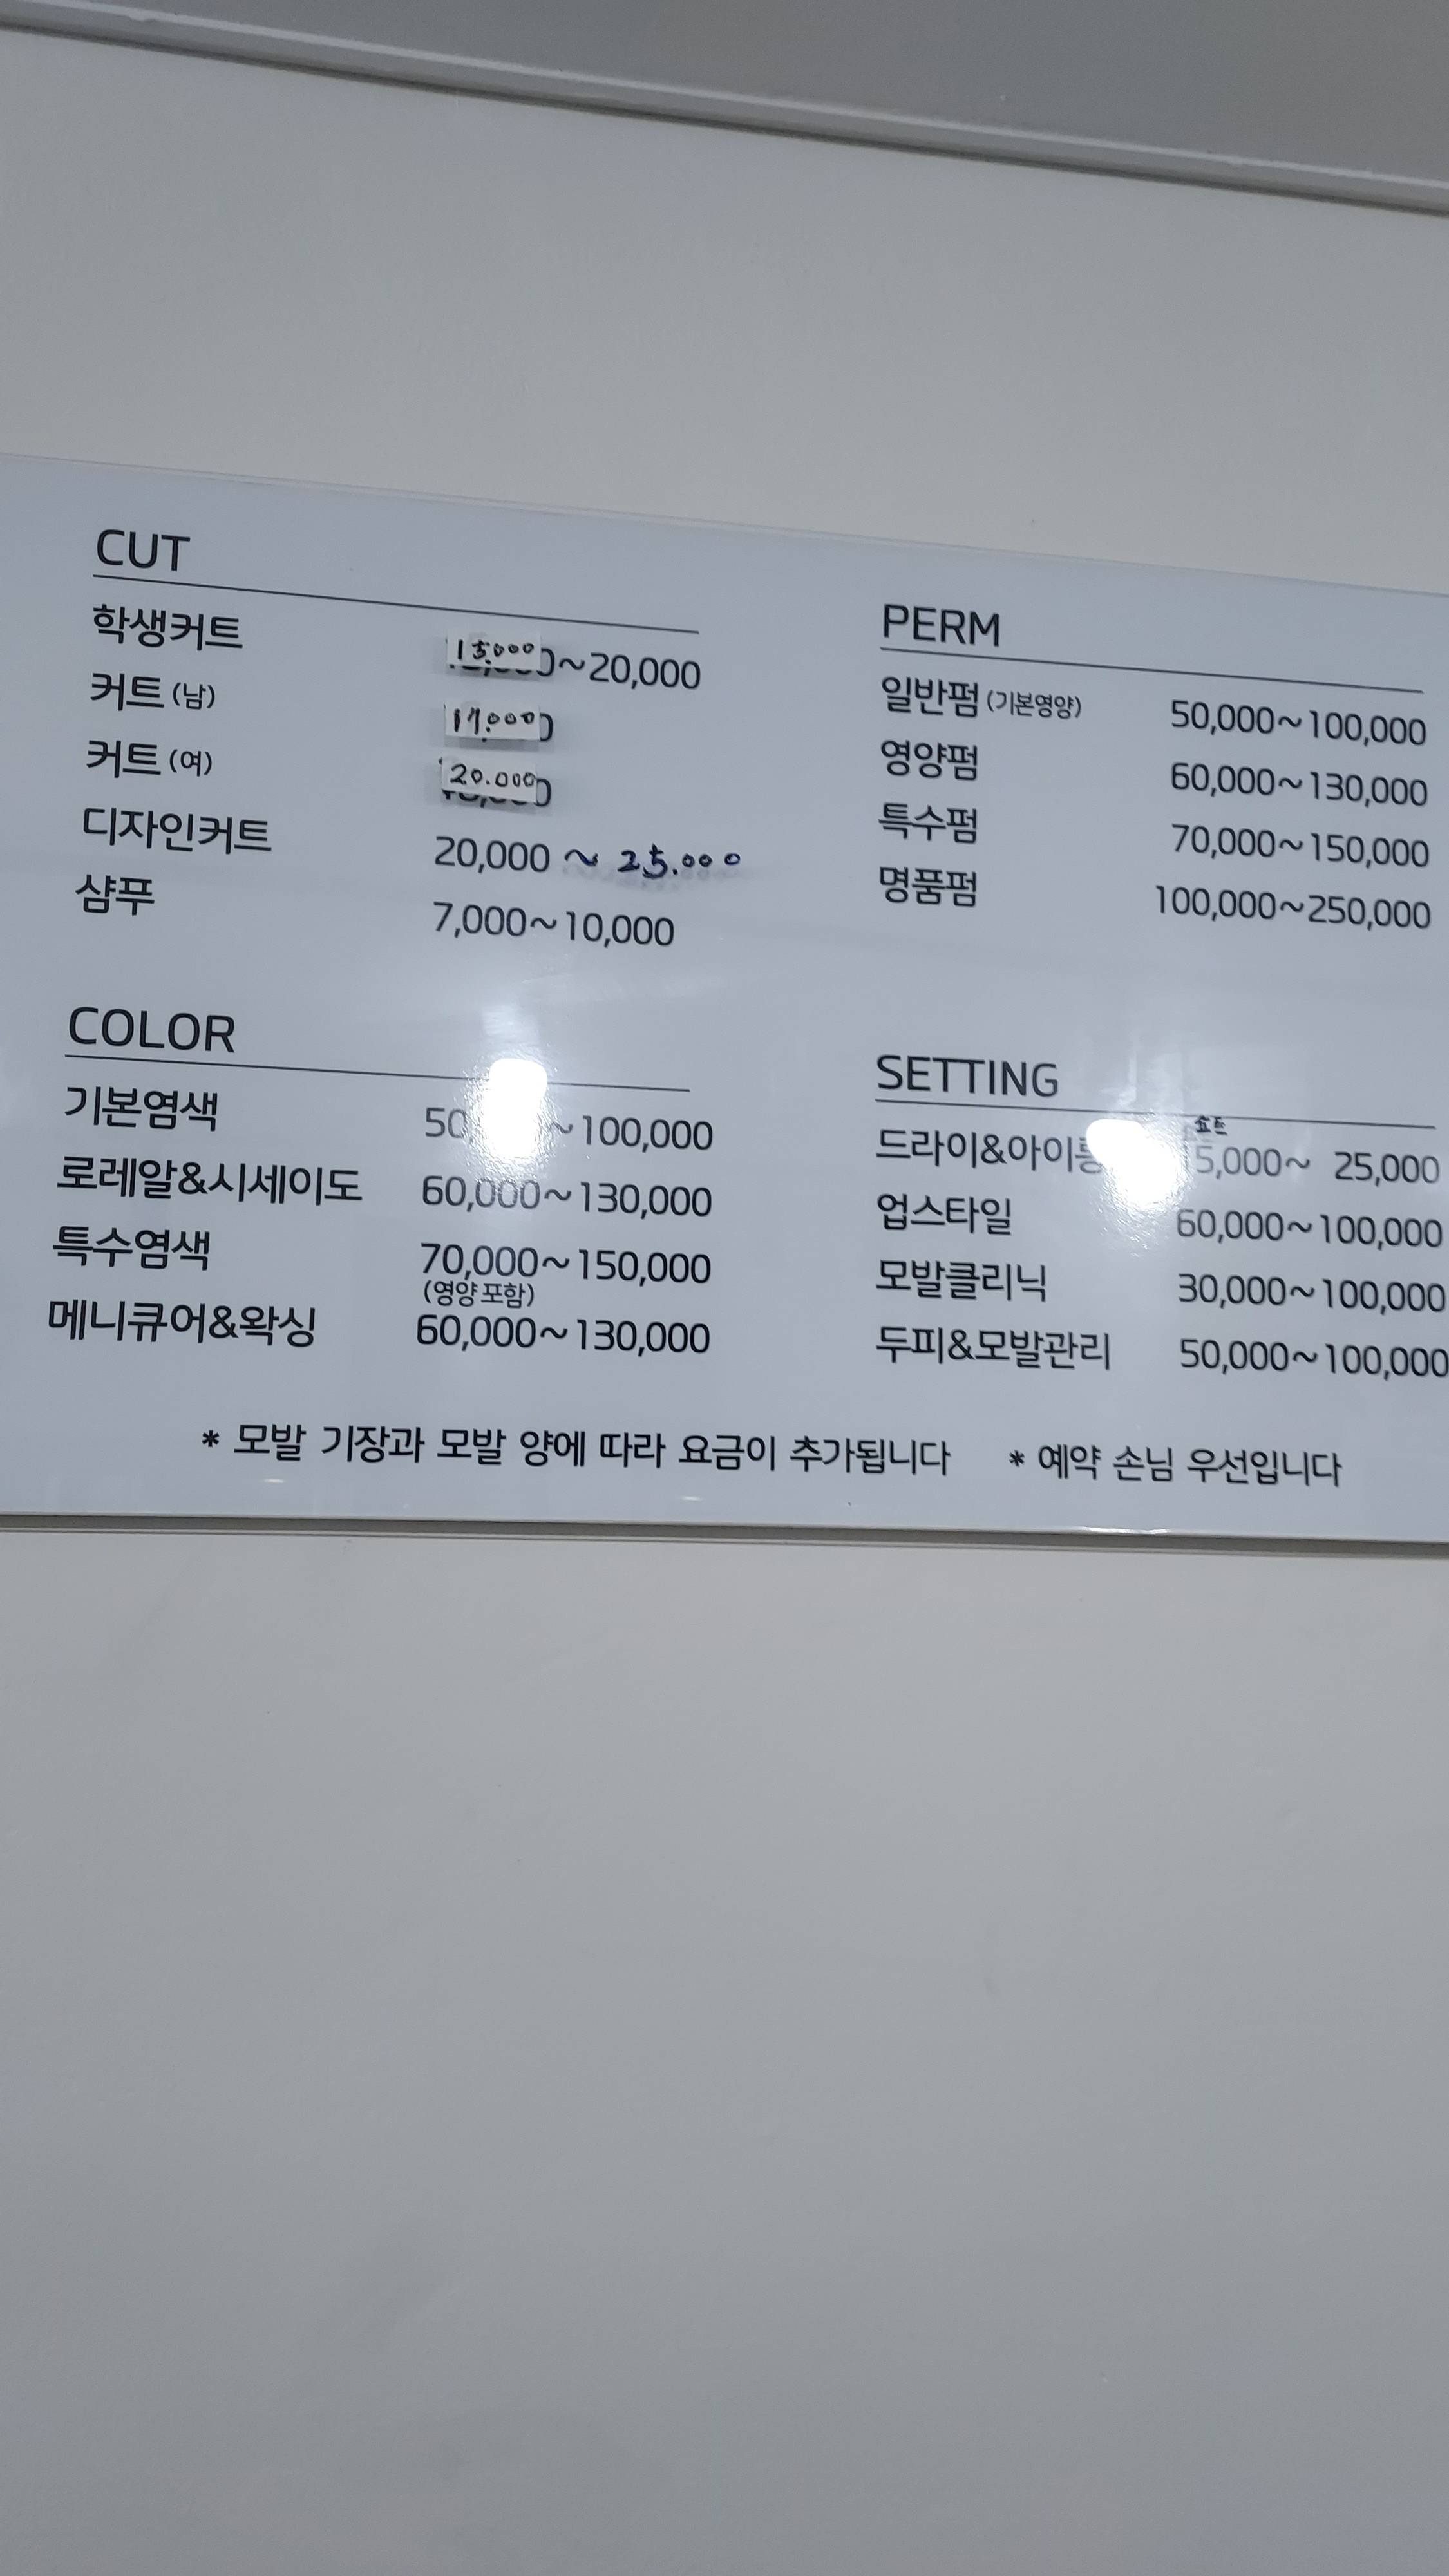 CUT
학생커트 15.000~20,000
커트 (남) 17.000
커트 (여) 20.000
디자인커트 20,000 ~ 25.000
샴푸 7,000~10,000
PERM
일반펌 (기본영양) 50,000~100,000
영양펌 60,000~130,000
특수펌 70,000~150,000
명품펌 100,000~250,000
COLOR
기본염색 ~100,000
로레알&시세이도 60,000~130,000
특수염색 70,000~150,000
(영양 포함)
메니큐어&왁싱 60,000~130,000
SETTING
쇼트
드라이&아이롱 15,000~ 25,000
업스타일 60,000~100,000
모발클리닉 30,000~100,000
두피&모발관리 50,000~100,000
* 모발 기장과 모발 양에 따라 요금이 추가됩니다 * 예약 손님 우선입니다